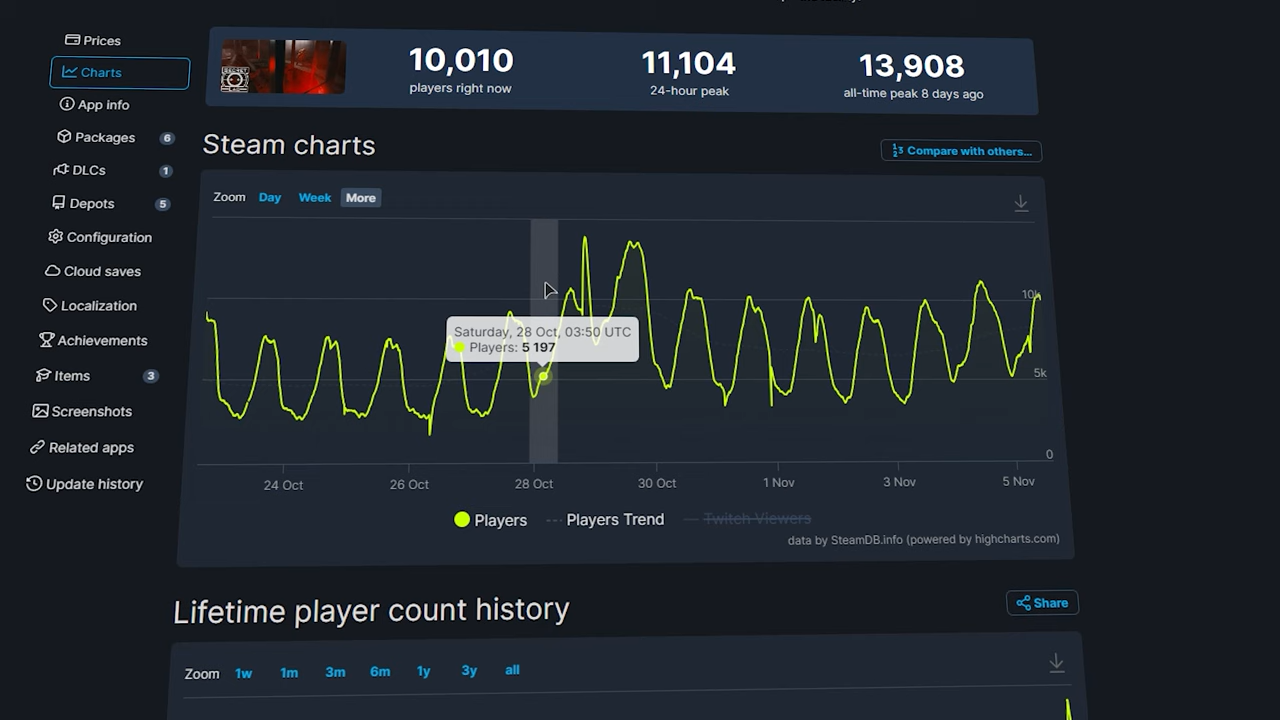 Prices
Charts
App info
Packages 6
DLCs 1
Depots 5
Configuration
Cloud saves
Localization
Achievements
Items 3
Screenshots
Related apps
Update history
SECRET
10,010
players right now
11,104
24-hour peak
13,908
all-time peak 8 days ago
Steam charts
Compare with others...
Zoom Day Week More
10k
Saturday, 28 Oct, 03:50 UTC
Players: 5 197
5k
0
24 Oct 26 Oct 28 Oct 30 Oct 1 Nov 3 Nov 5 Nov
Players Players Trend Twitch Viewers
data by SteamDB.info (powered by highcharts.com)
Lifetime player count history
Share
Zoom 1w 1m 3m 6m 1y 3y all